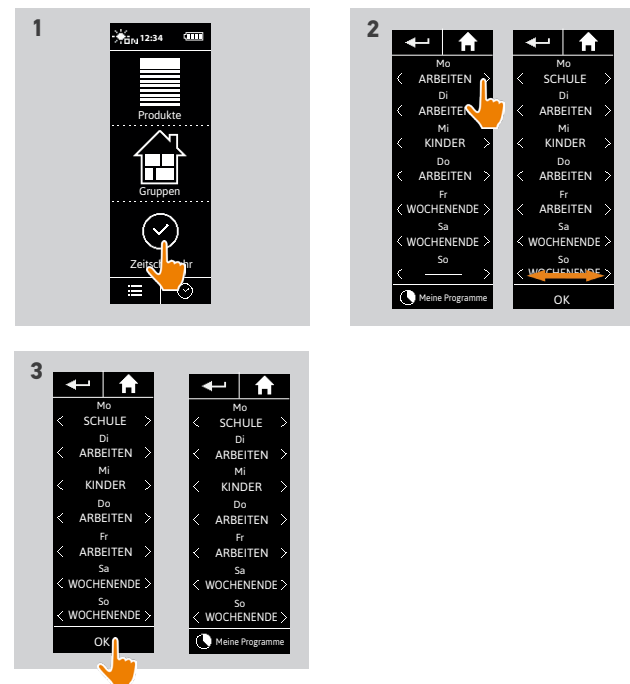 1
ON 12:34
Produkte
Gruppen
2
Mo
ARBEITEN
Di
ARBEITEN
Mi
KINDER
Do
ARBEITEN
Fr
WOCHENENDE
Sa
WOCHENENDE
So
Meine Programme
Mo
SCHULE
Di
ARBEITEN
Mi
KINDER
Do
ARBEITEN
Fr
ARBEITEN
Sa
WOCHENENDE
So
WOCHENENDE
OK
3
Mo
SCHULE
Di
ARBEITEN
Mi
KINDER
Do
ARBEITEN
Fr
ARBEITEN
Sa
WOCHENENDE
So
WOCHENENDE
OK
Mo
SCHULE
Di
ARBEITEN
Mi
KINDER
Do
ARBEITEN
Fr
ARBEITEN
Sa
WOCHENENDE
So
WOCHENENDE
Meine Programme